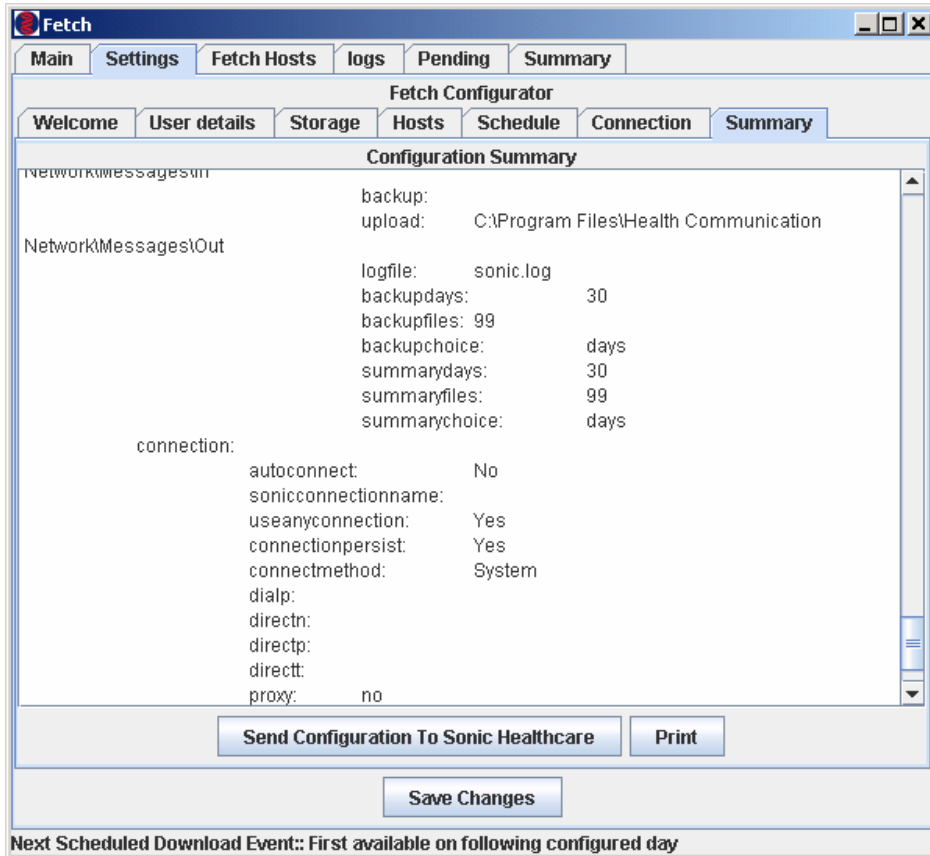 Fetch
Main Settings Fetch Hosts logs Pending Summary
Fetch Configurator
Welcome User details Storage Hosts Schedule Connection Summary
Configuration Summary
Network\Messages\In
backup:
upload: C:\Program Files\Health Communication
Network\Messages\Out
logfile: sonic.log
backupdays: 30
backupfiles: 99
backupchoice: days
summarydays: 30
summaryfiles: 99
summarychoice: days
connection:
autoconnect: No
sonicconnectionname:
useanyconnection: Yes
connectionpersist: Yes
connectmethod: System
dialp:
directn:
directp:
directt:
proxy: no
Send Configuration To Sonic Healthcare Print
Save Changes
Next Scheduled Download Event:: First available on following configured day